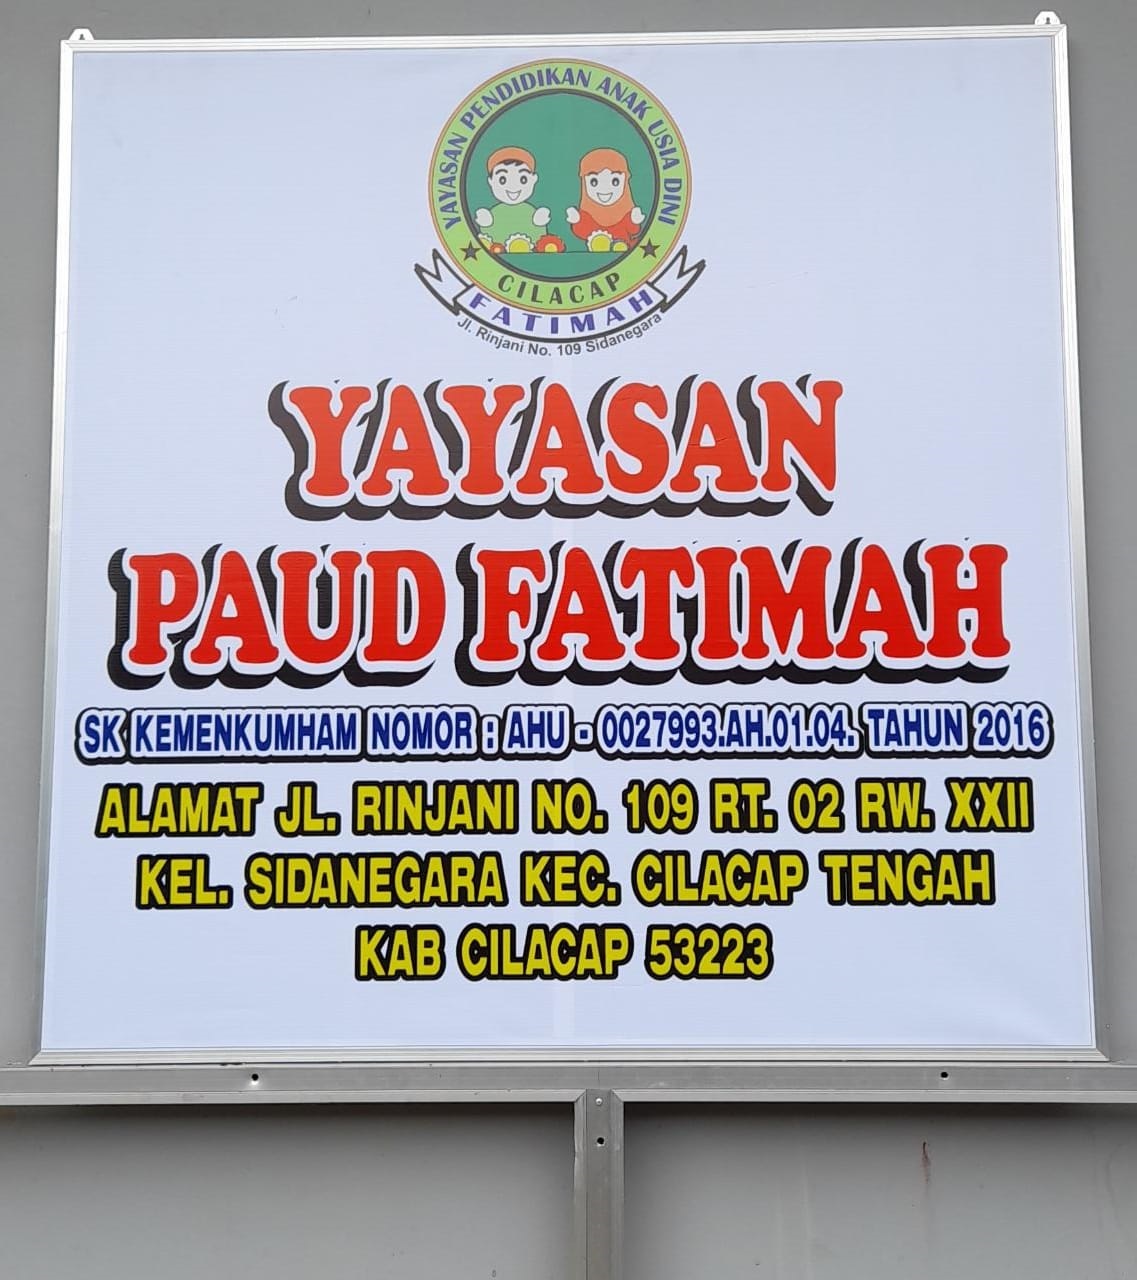 YAYASAN PENDIDIKAN ANAK USIA DINI
CILACAP
FATIMAH
Jl. Rinjani No. 109 Sidanegara
YAYASAN
PAUD FATIMAH
SK KEMENKUMHAM NOMOR : AHU - 0027993.AH.01.04. TAHUN 2016
ALAMAT JL. RINJANI NO. 109 RT. 02 RW. XXII
KEL. SIDANEGARA KEC. CILACAP TENGAH
KAB CILACAP 53223